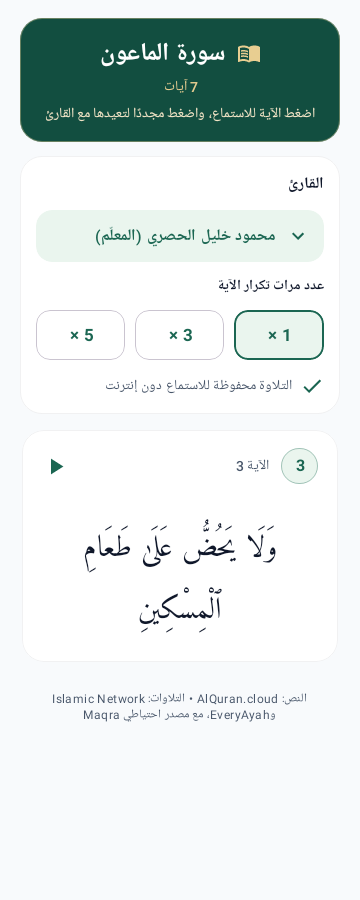 سورة الماعون
7 آيات
اضغط الآية للاستماع، واضغط مجددًا لتعيدها مع القارئ
القارئ
محمود خليل الحصري (المعلّم)
عدد مرات تكرار الآية
1 ×
3 ×
5 ×
التلاوة محفوظة للاستماع دون إنترنت
3
الآية 3
وَلَا يَحُضُّ عَلَىٰ طَعَامِ
ٱلْمِسْكِينِ
النص: AlQuran.cloud • التلاوات: Islamic Network
وEveryAyah، مع مصدر احتياطي Maqra